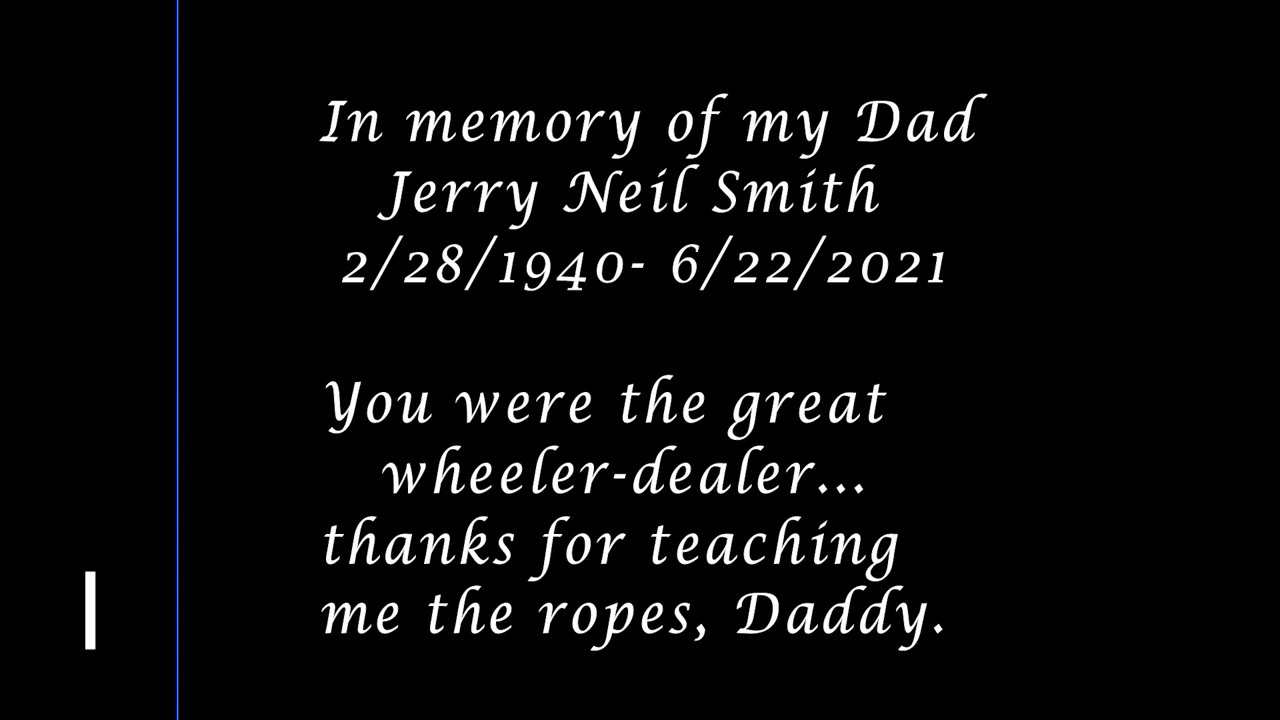 In memory of my Dad
Jerry Neil Smith
2/28/1940- 6/22/2021
You were the great
wheeler-dealer...
thanks for teaching
me the ropes, Daddy.